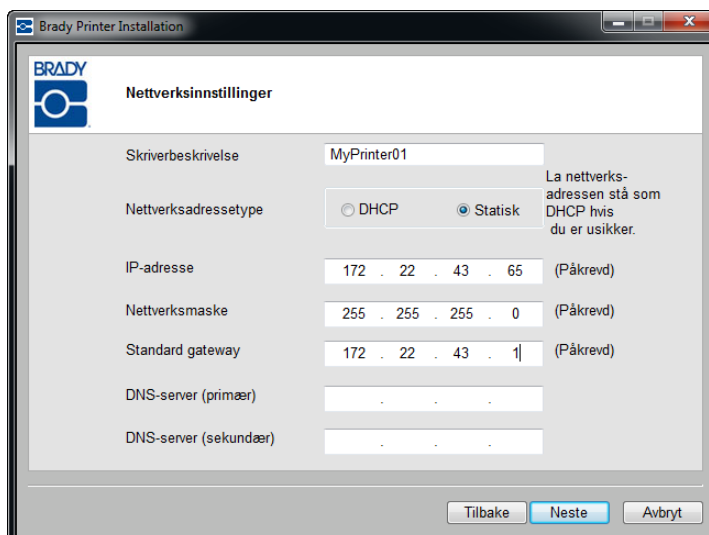 Brady Printer Installation
BRADY
Nettverksinnstillinger
Skriverbeskrivelse MyPrinter01
Nettverksadressetype DHCP Statisk
La nettverks-
adressen stå som
DHCP hvis
du er usikker.
IP-adresse 172 . 22 . 43 . 65 (Påkrevd)
Nettverksmaske 255 . 255 . 255 . 0 (Påkrevd)
Standard gateway 172 . 22 . 43 . 1 (Påkrevd)
DNS-server (primær) . . .
DNS-server (sekundær) . . .
Tilbake Neste Avbryt